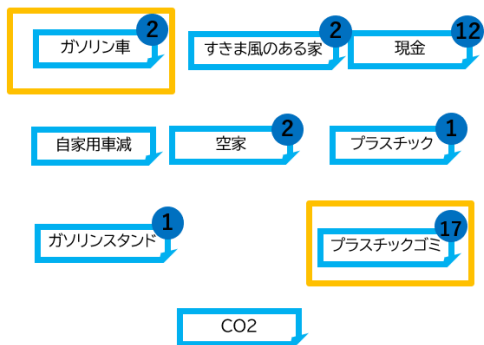 ガソリン車
2
すきま風のある家
2
現金
12
自家用車減
空家
2
プラスチック
1
ガソリンスタンド
1
プラスチックゴミ
17
CO2